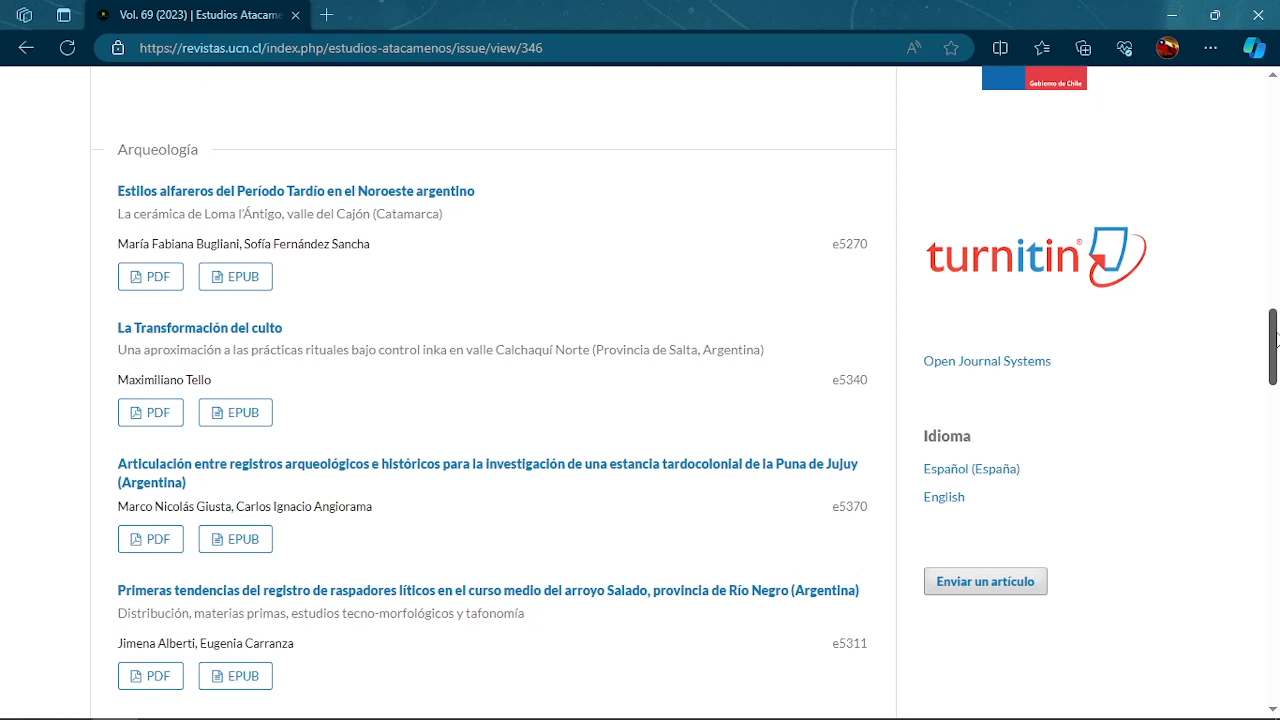 Vol. 69 (2023) | Estudios Atacame
https://revistas.ucn.cl/index.php/estudios-atacamenos/issue/view/346
Gobierno de Chile
Arqueología
Estilos alfareros del Período Tardío en el Noroeste argentino
La cerámica de Loma l'Ántigo, valle del Cajón (Catamarca)
María Fabiana Bugliani, Sofía Fernández Sancha
e5270
PDF
EPUB
La Transformación del culto
Una aproximación a las prácticas rituales bajo control inka en valle Calchaquí Norte (Provincia de Salta, Argentina)
Maximiliano Tello
e5340
PDF
EPUB
Articulación entre registros arqueológicos e históricos para la investigación de una estancia tardocolonial de la Puna de Jujuy
(Argentina)
Marco Nicolás Giusta, Carlos Ignacio Angiorama
e5370
PDF
EPUB
Primeras tendencias del registro de raspadores líticos en el curso medio del arroyo Salado, provincia de Río Negro (Argentina)
Distribución, materias primas, estudios tecno-morfológicos y tafonomía
Jimena Alberti, Eugenia Carranza
e5311
PDF
EPUB
turnitin®
Open Journal Systems
Idioma
Español (España)
English
Enviar un artículo